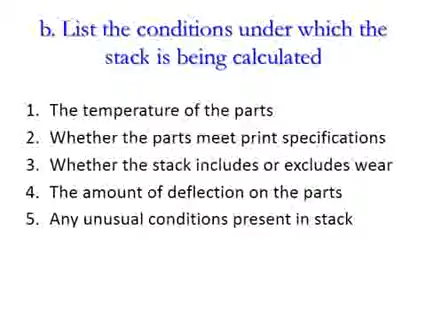 b. List the conditions under which the
stack is being calculated
1. The temperature of the parts
2. Whether the parts meet print specifications
3. Whether the stack includes or excludes wear
4. The amount of deflection on the parts
5. Any unusual conditions present in stack